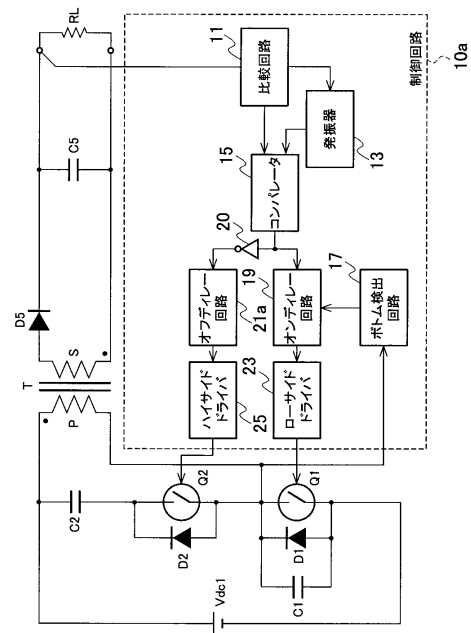 T
P
S
D5
C5
RL
Vdc1
C2
D2
Q2
C1
D1
Q1
制御回路
10a
比較回路
11
発振器
13
コンパレータ
15
20
オフディレー
回路
21a
オンディレー
回路
19
ボトム検出
回路
17
ハイサイド
ドライバ
25
ローサイド
ドライバ
23